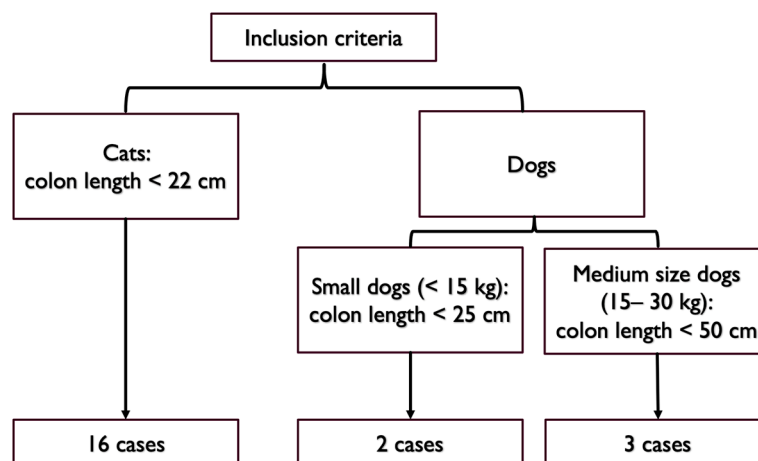 Inclusion criteria
Cats:
colon length < 22 cm
Dogs
Small dogs (< 15 kg):
colon length < 25 cm
Medium size dogs
(15– 30 kg):
colon length < 50 cm
16 cases
2 cases
3 cases